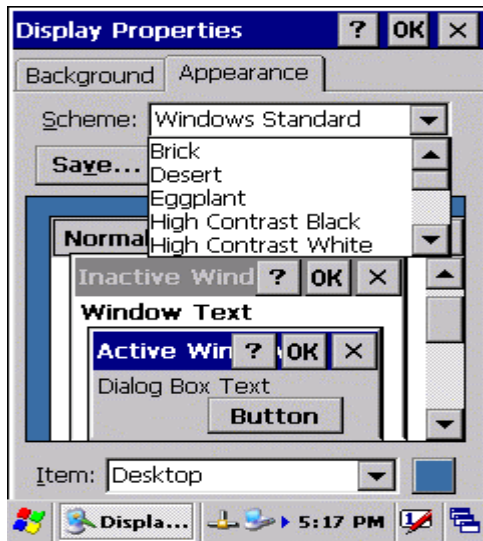 Display Properties ? OK ×
Background Appearance
Scheme: Windows Standard
Save...
Brick
Desert
Eggplant
High Contrast Black
High Contrast White
Norma
Inactive Wind ? OK ×
Window Text
Active Win ? OK ×
Dialog Box Text
Button
Item: Desktop
Displa... 5:17 PM